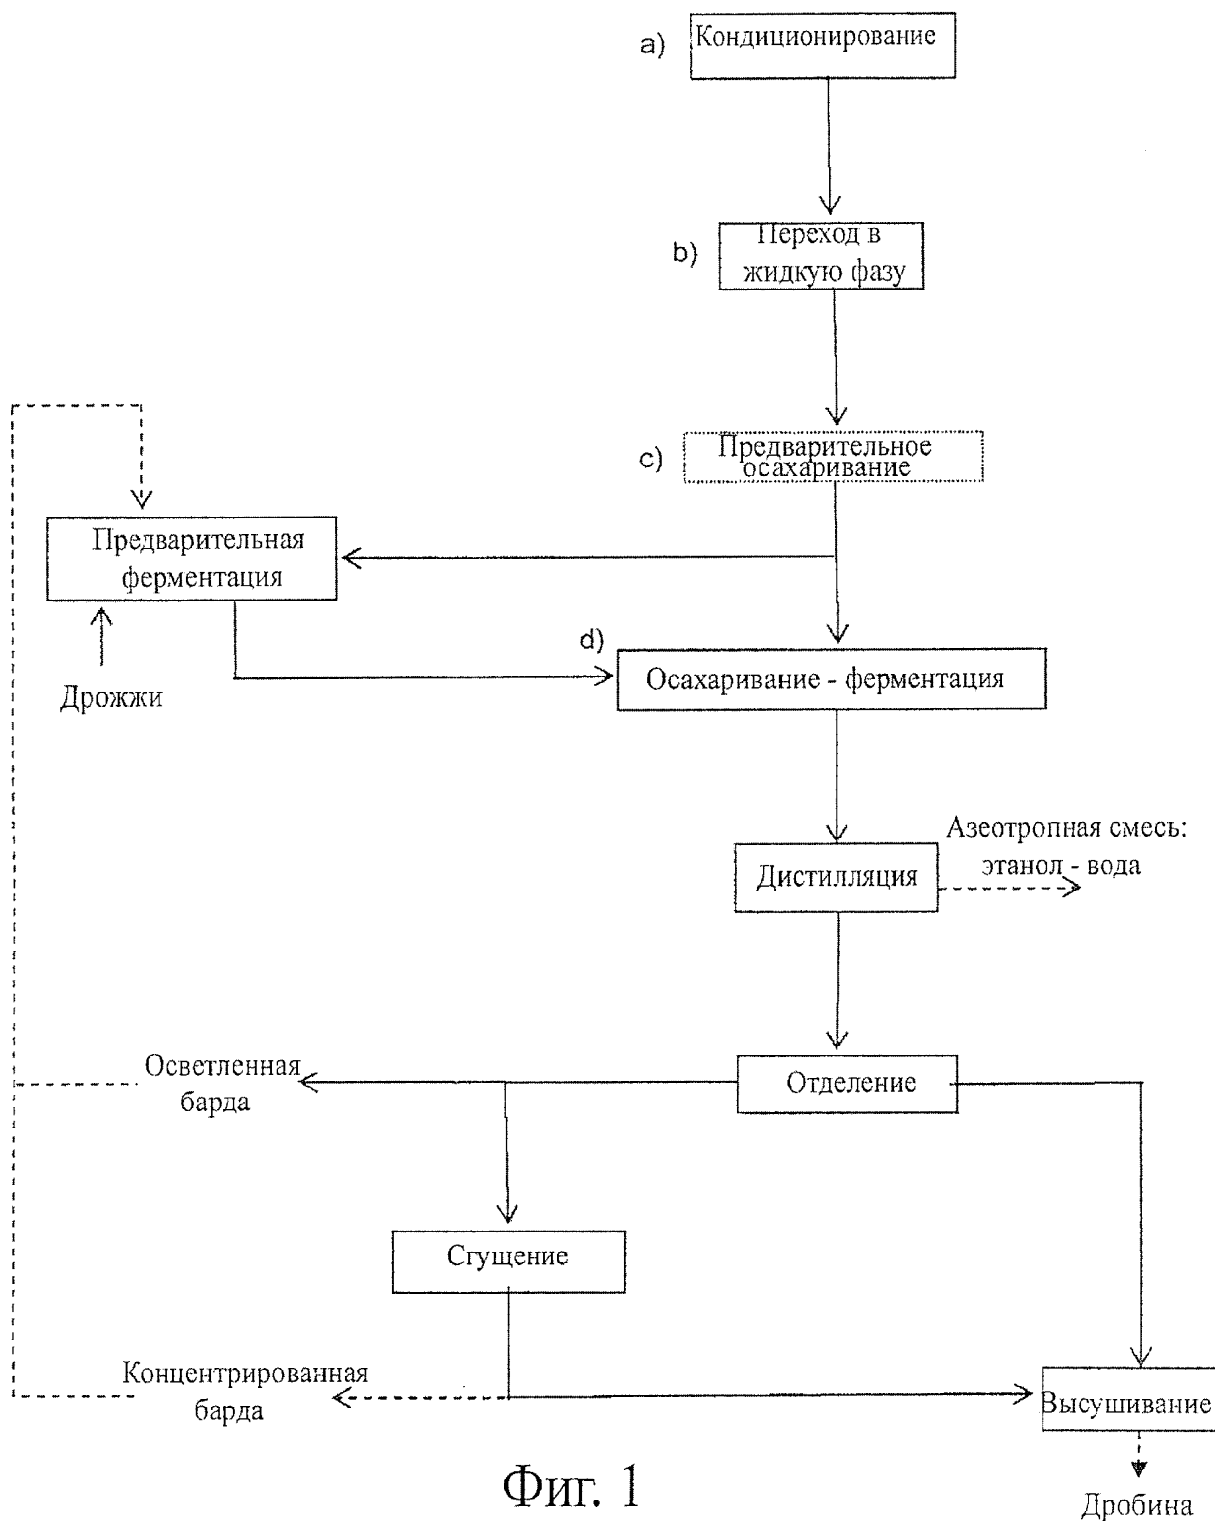 a)
Кондиционирование
b)
Переход в
жидкую фазу
c)
Предварительное
осахаривание
Предварительная
ферментация
Дрожжи
d)
Осахаривание - ферментация
Азеотропная смесь:
этанол - вода
Дистилляция
Осветленная
барда
Отделение
Сгущение
Концентрированная
барда
Высушивание
Дробина
Фиг. 1